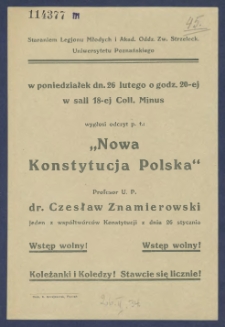 114377
45.
Staraniem Legjonu Młodych i Akad. Oddz. Zw. Strzeleck.
Uniwersytetu Poznańskiego
w poniedziałek dn. 26 lutego o godz. 20-ej
w sali 18-ej Coll. Minus
wygłosi odczyt p. t.:
„Nowa
Konstytucja Polska“
Profesor U. P.
dr. Czesław Znamierowski
jeden z współtwórców Konstytucji z dnia 26 stycznia
Wstęp wolny! Wstęp wolny!
Koleżanki i Koledzy! Stawcie się licznie!